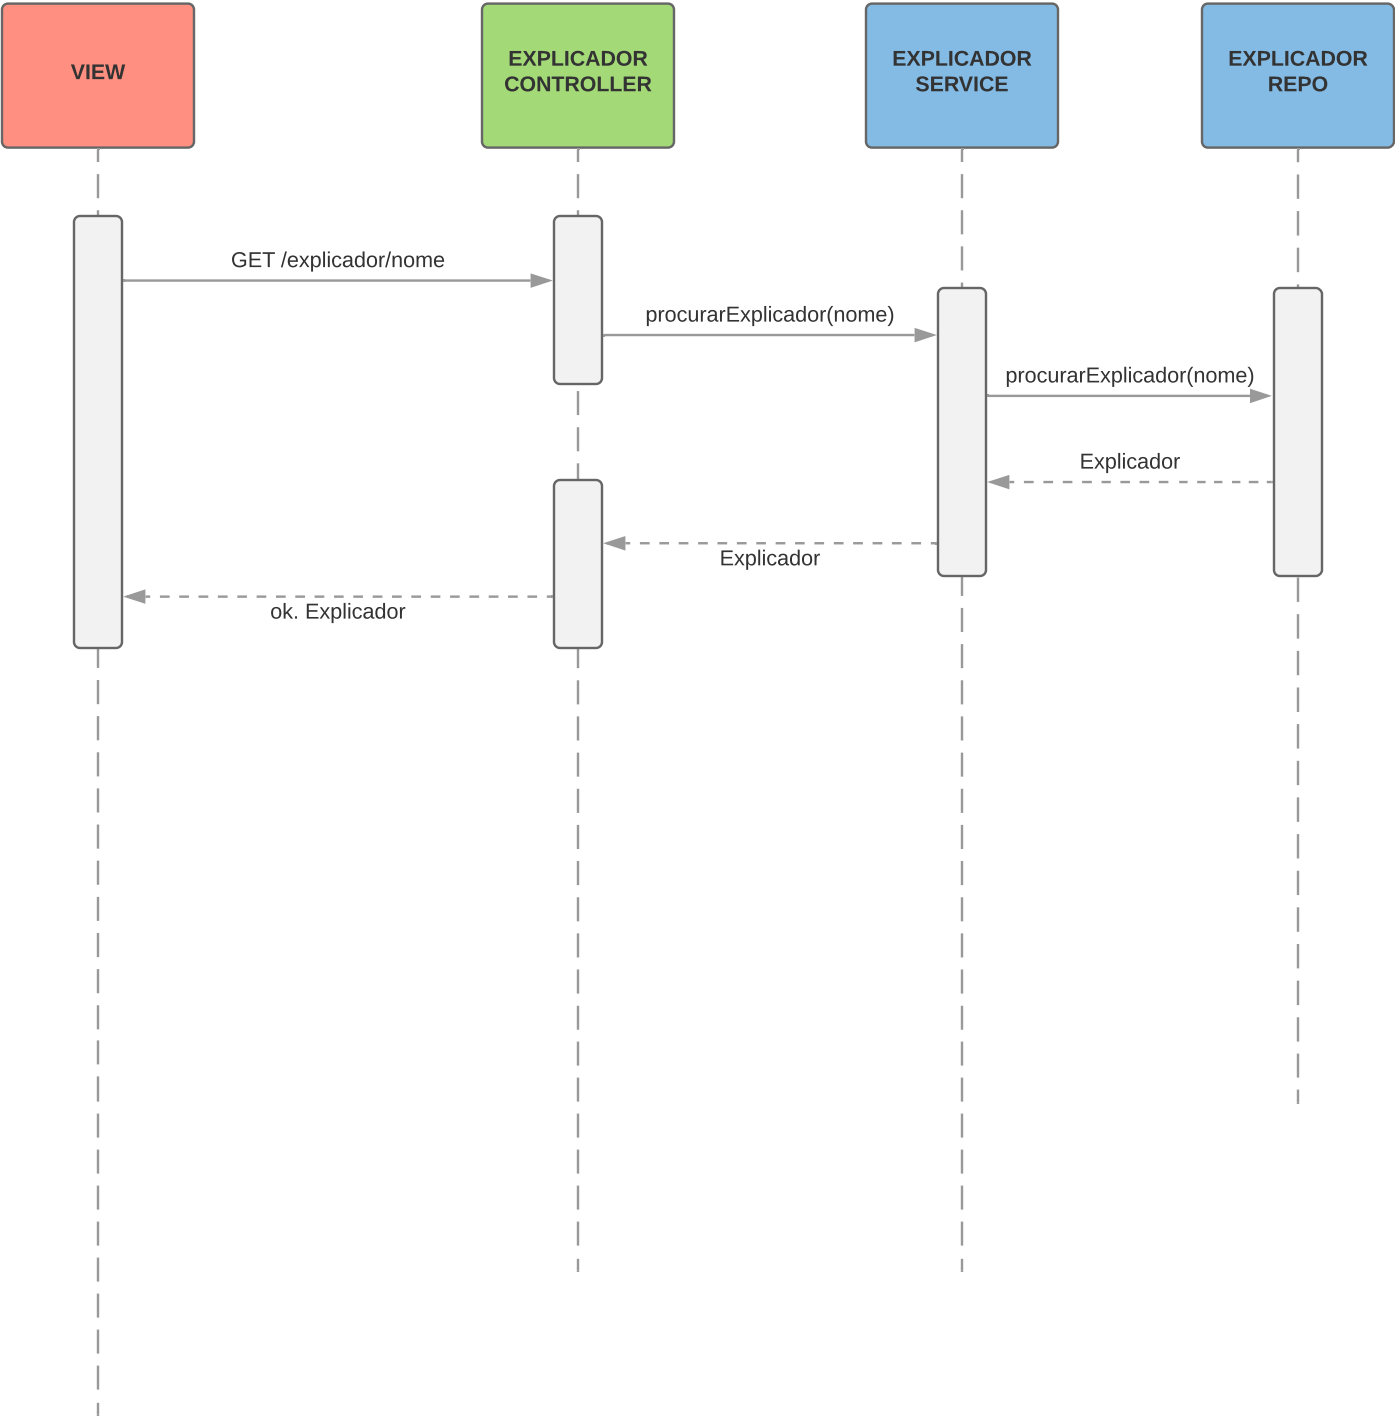 VIEW
EXPLICADOR
CONTROLLER
EXPLICADOR
SERVICE
EXPLICADOR
REPO
GET /explicador/nome
procurarExplicador(nome)
procurarExplicador(nome)
Explicador
Explicador
ok. Explicador